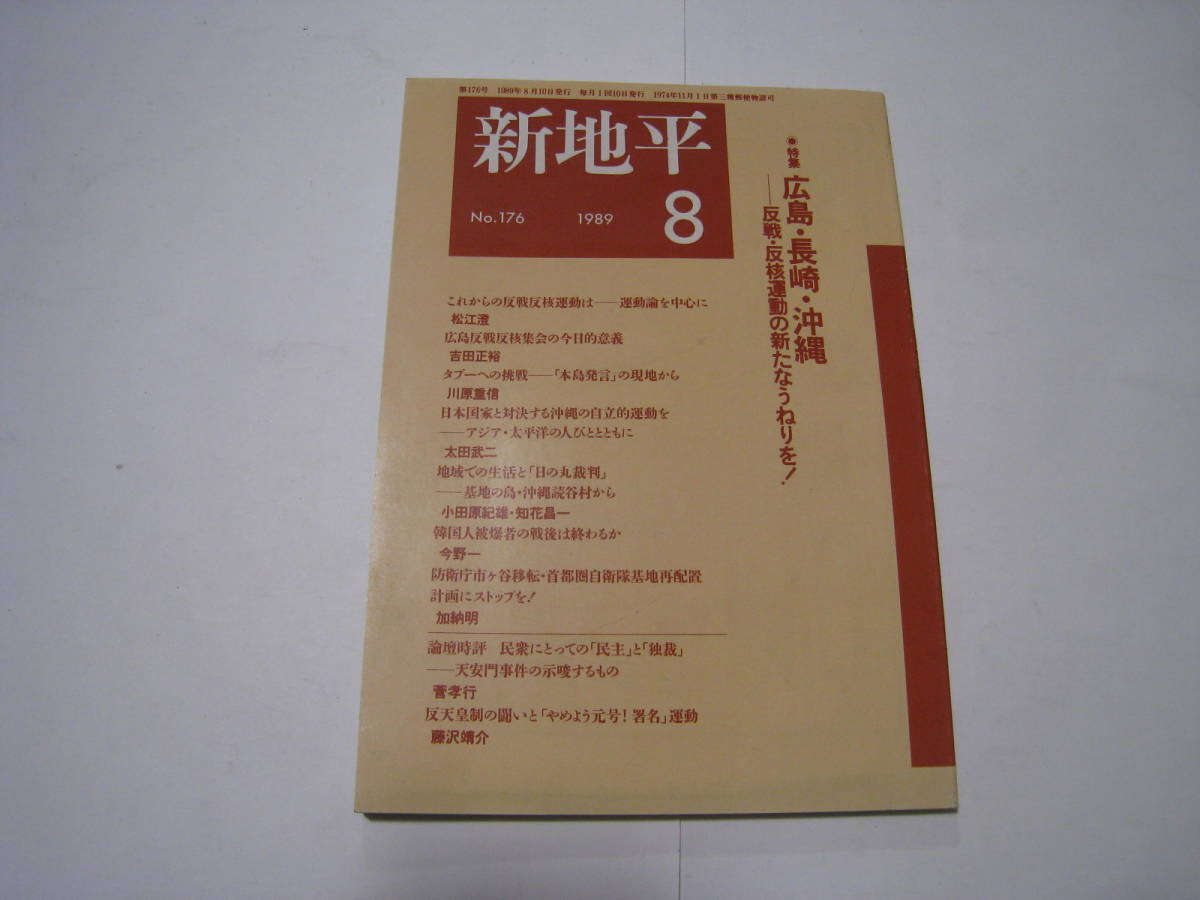 第176号 1989年8月10日発行 毎月1回10日発行 1974年11月1日第三種郵便物認可
新地平
No.176 1989 8
●特集 広島・長崎・沖縄
——反戦・反核運動の新たなうねりを!
これからの反戦反核運動は——運動論を中心に
松江澄
広島反戦反核集会の今日的意義
吉田正裕
タブーへの挑戦——「本島発言」の現地から
川原重信
日本国家と対決する沖縄の自立的運動を
——アジア・太平洋の人びととともに
太田武二
地域での生活と「日の丸裁判」
——基地の島・沖縄読谷村から
小田原紀雄・知花昌一
韓国人被爆者の戦後は終わるか
今野一
防衛庁市ヶ谷移転・首都圏自衛隊基地再配置
計画にストップを!
加納明
論壇時評 民衆にとっての「民主」と「独裁」
——天安門事件の示唆するもの
菅孝行
反天皇制の闘いと「やめよう元号!署名」運動
藤沢靖介